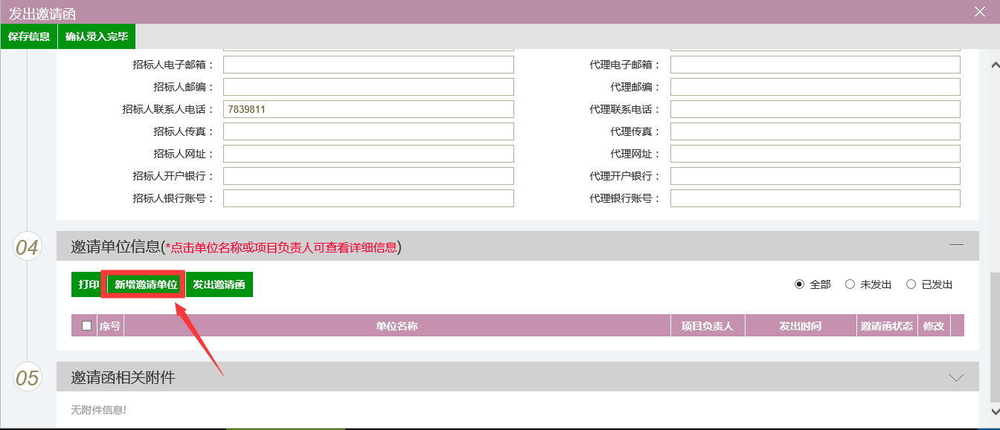 发出邀请函
保存信息 确认录入完毕
招标人电子邮箱： 代理电子邮箱：
招标人邮编： 代理邮编：
招标人联系人电话： 7839811 代理联系电话：
招标人传真： 代理传真：
招标人网址： 代理网址：
招标人开户银行： 代理开户银行：
招标人银行账号： 代理银行账号：
04 邀请单位信息(*点击单位名称或项目负责人可查看详细信息)
打印 新增邀请单位 发出邀请函 全部 未发出 已发出
序号 单位名称 项目负责人 发出时间 邀请函状态 修改
05 邀请函相关附件
无附件信息!